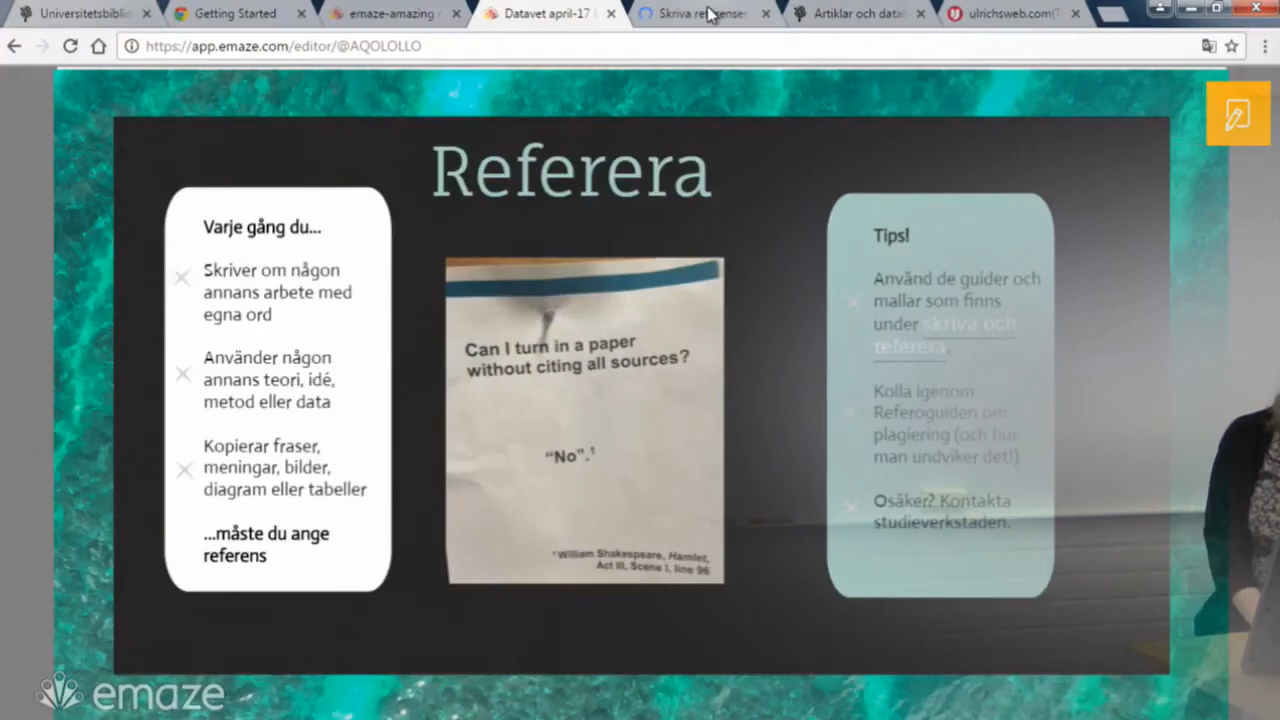 Universitetsbiblio
Getting Started
emaze-amazing
Datavet april-17
Skriva referenser
Artiklar och data
ulrichsweb.com(T
https://app.emaze.com/editor/@AQOLOLLO
Referera
Varje gång du...
Skriver om någon
annans arbete med
egna ord
Använder någon
annans teori, idé,
metod eller data
Kopierar fraser,
meningar, bilder,
diagram eller tabeller
...måste du ange
referens
Can I turn in a paper
without citing all sources?
“No”.¹
¹ William Shakespeare, Hamlet,
Act III, Scene I, line 96
Tips!
Använd de guider och
mallar som finns
under skriva och
referera.
Kolla igenom
Referoguiden om
plagiering (och hur
man undviker det!)
Osäker? Kontakta
studieverkstaden.
emaze